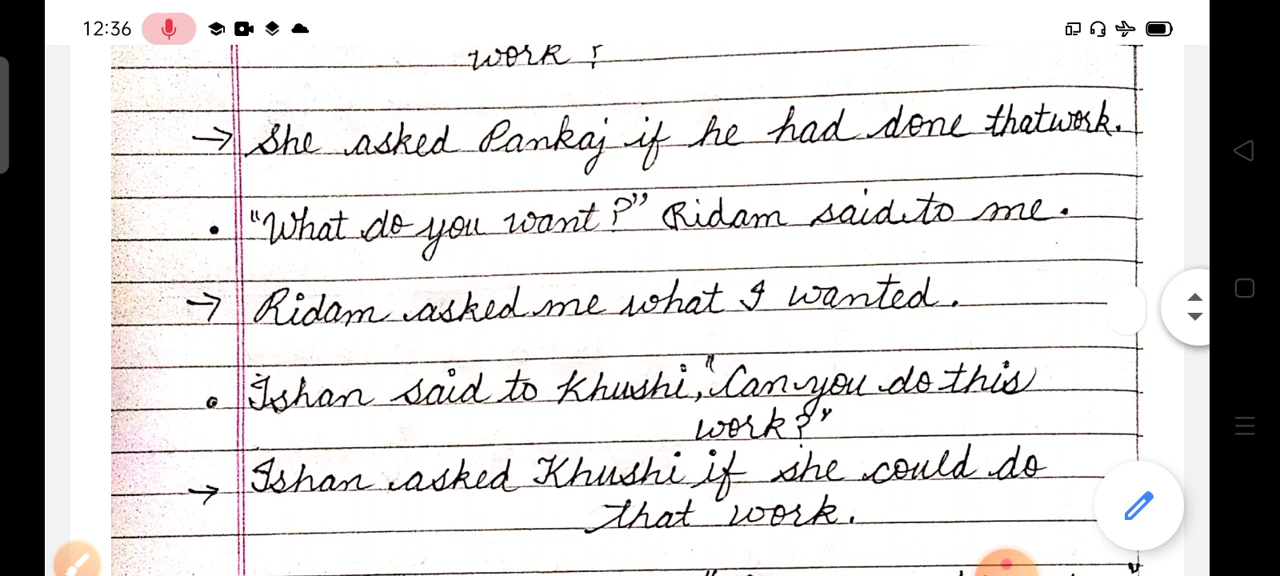 12:36
work ?
→ She asked Pankaj if he had done thatwork.
• "What do you want?" Ridam said to me.
→ Ridam asked me what I wanted.
• Ishan said to Khushi, "Can you do this
work?"
→ Ishan asked Khushi if she could do
that work.